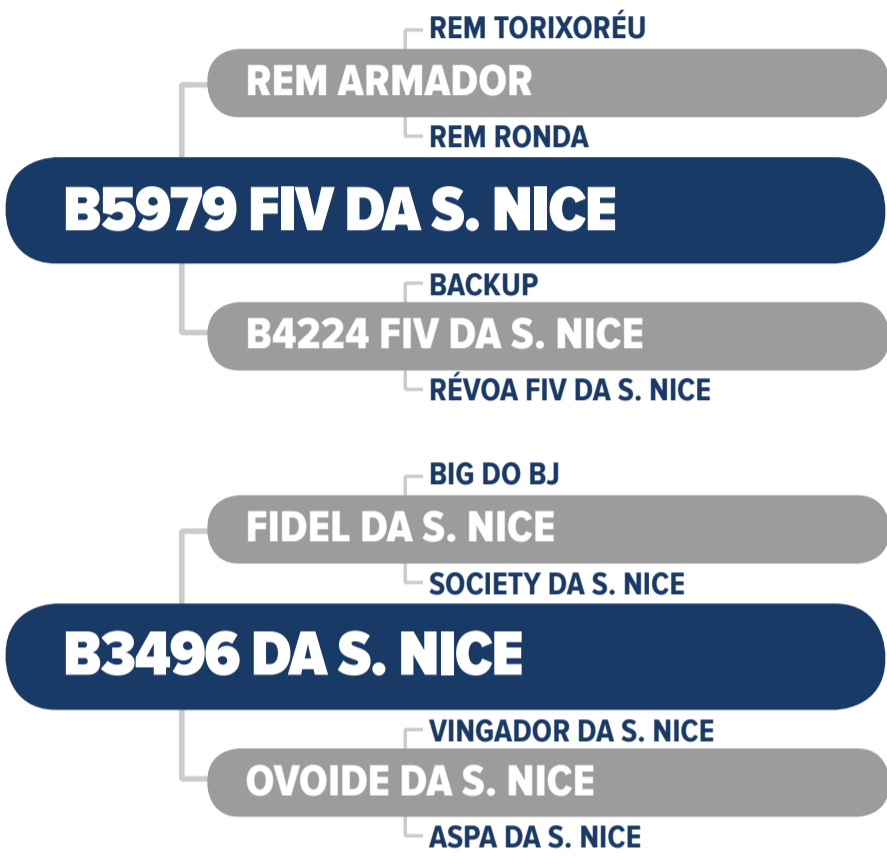 REM TORIXORÉU
REM ARMADOR
REM RONDA
B5979 FIV DA S. NICE
BACKUP
B4224 FIV DA S. NICE
RÉVOA FIV DA S. NICE
BIG DO BJ
FIDEL DA S. NICE
SOCIETY DA S. NICE
B3496 DA S. NICE
VINGADOR DA S. NICE
OVOIDE DA S. NICE
ASPA DA S. NICE